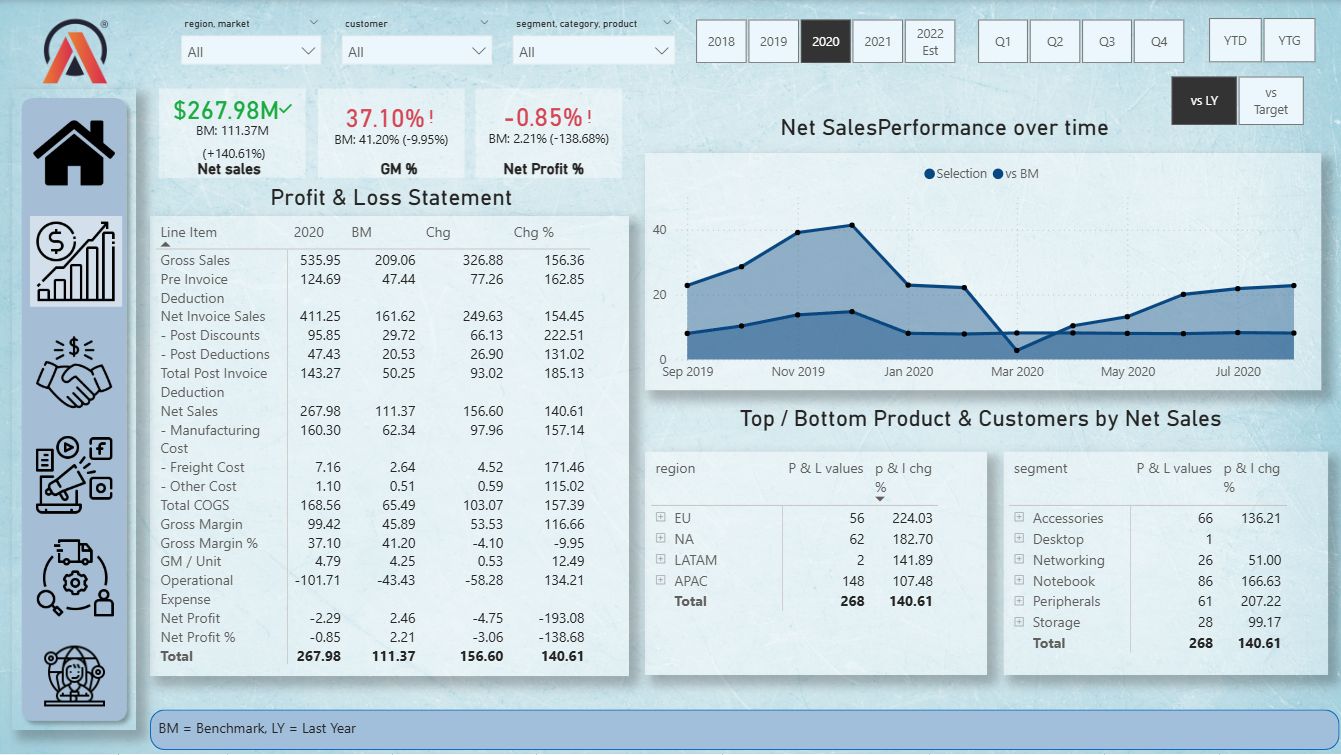 region, market
customer
segment, category, product
All
All
All
2018
2019
2020
2021
2022
Est
Q1
Q2
Q3
Q4
YTD
YTG
vs LY
vs
Target
$267.98M
BM: 111.37M
(+140.61%)
Net sales
37.10% !
BM: 41.20% (-9.95%)
GM %
-0.85% !
BM: 2.21% (-138.68%)
Net Profit %
Profit & Loss Statement
Line Item 2020 BM Chg Chg %
Gross Sales 535.95 209.06 326.88 156.36
Pre Invoice 124.69 47.44 77.26 162.85
Deduction
Net Invoice Sales 411.25 161.62 249.63 154.45
- Post Discounts 95.85 29.72 66.13 222.51
- Post Deductions 47.43 20.53 26.90 131.02
Total Post Invoice 143.27 50.25 93.02 185.13
Deduction
Net Sales 267.98 111.37 156.60 140.61
- Manufacturing 160.30 62.34 97.96 157.14
Cost
- Freight Cost 7.16 2.64 4.52 171.46
- Other Cost 1.10 0.51 0.59 115.02
Total COGS 168.56 65.49 103.07 157.39
Gross Margin 99.42 45.89 53.53 116.66
Gross Margin % 37.10 41.20 -4.10 -9.95
GM / Unit 4.79 4.25 0.53 12.49
Operational -101.71 -43.43 -58.28 134.21
Expense
Net Profit -2.29 2.46 -4.75 -193.08
Net Profit % -0.85 2.21 -3.06 -138.68
Total 267.98 111.37 156.60 140.61
Net SalesPerformance over time
Selection vs BM
40
20
0
Sep 2019 Nov 2019 Jan 2020 Mar 2020 May 2020 Jul 2020
Top / Bottom Product & Customers by Net Sales
region P & L values p & l chg
%
EU 56 224.03
NA 62 182.70
LATAM 2 141.89
APAC 148 107.48
Total 268 140.61
segment P & L values p & l chg
%
Accessories 66 136.21
Desktop 1
Networking 26 51.00
Notebook 86 166.63
Peripherals 61 207.22
Storage 28 99.17
Total 268 140.61
BM = Benchmark, LY = Last Year